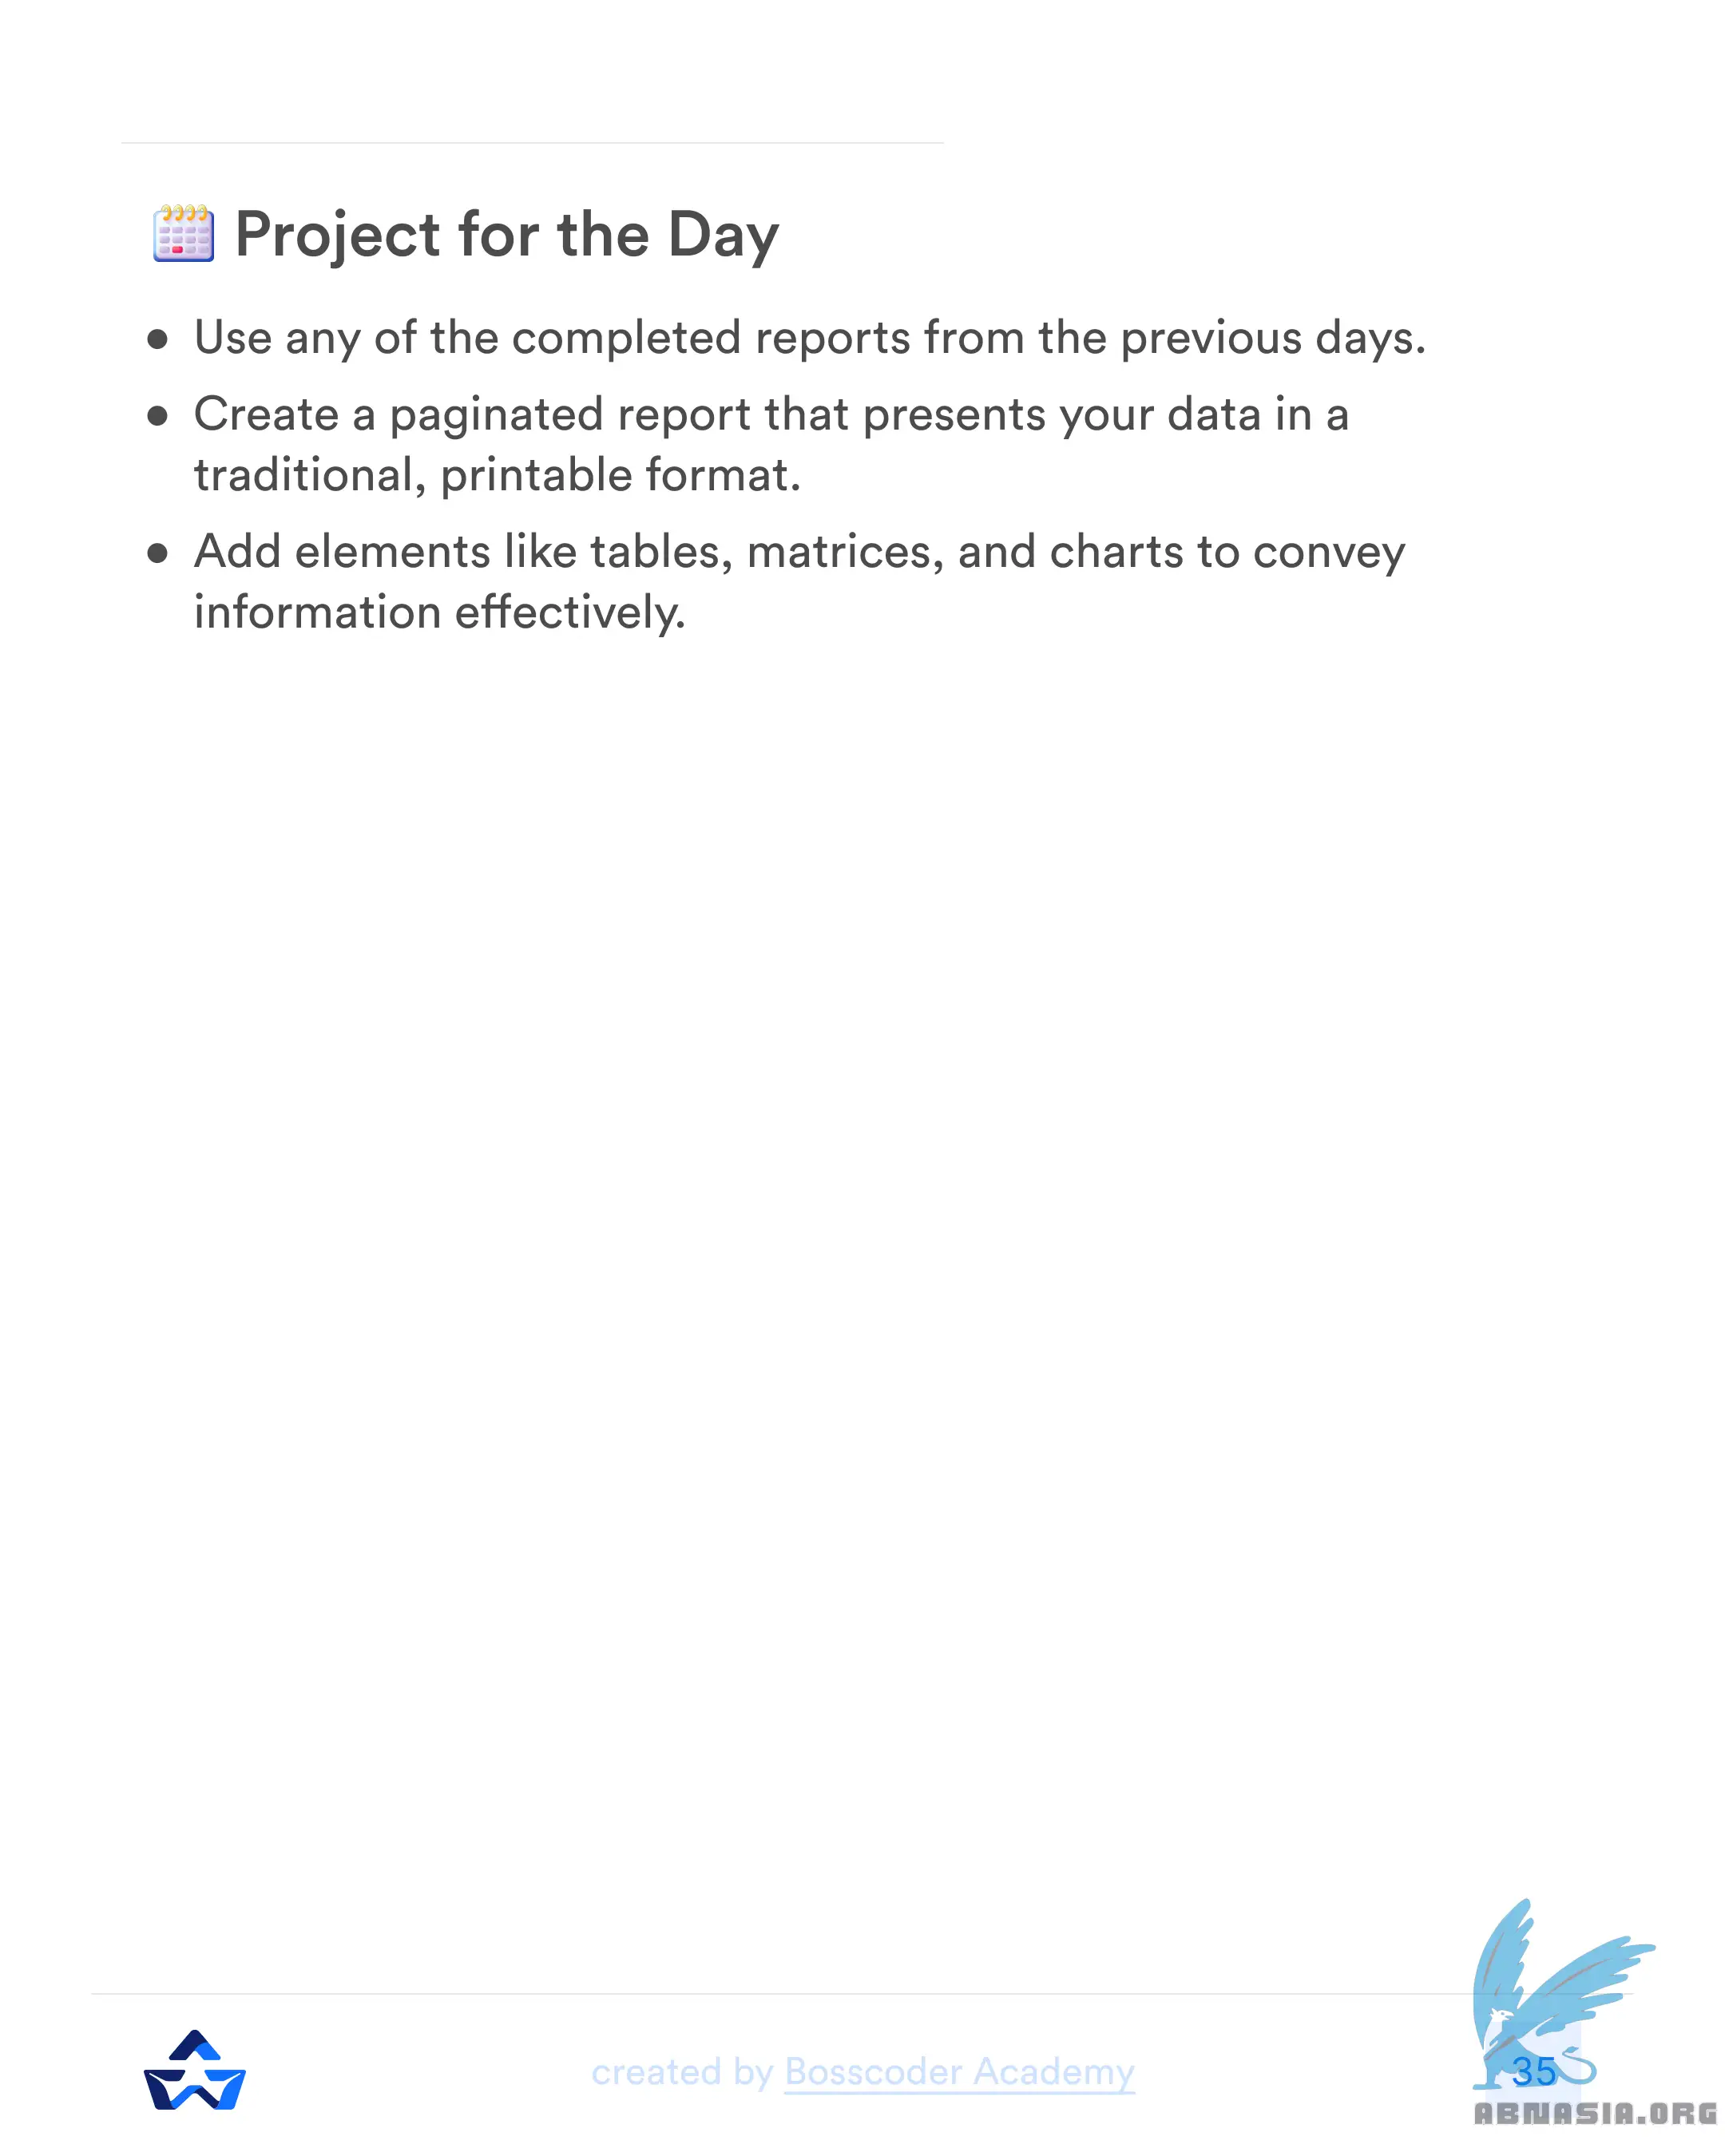 Project for the Day
● Use any of the completed reports from the previous days.
● Create a paginated report that presents your data in a
traditional, printable format.
● Add elements like tables, matrices, and charts to convey
information effectively.
created by Bosscoder Academy
35
ABNASIA.ORG